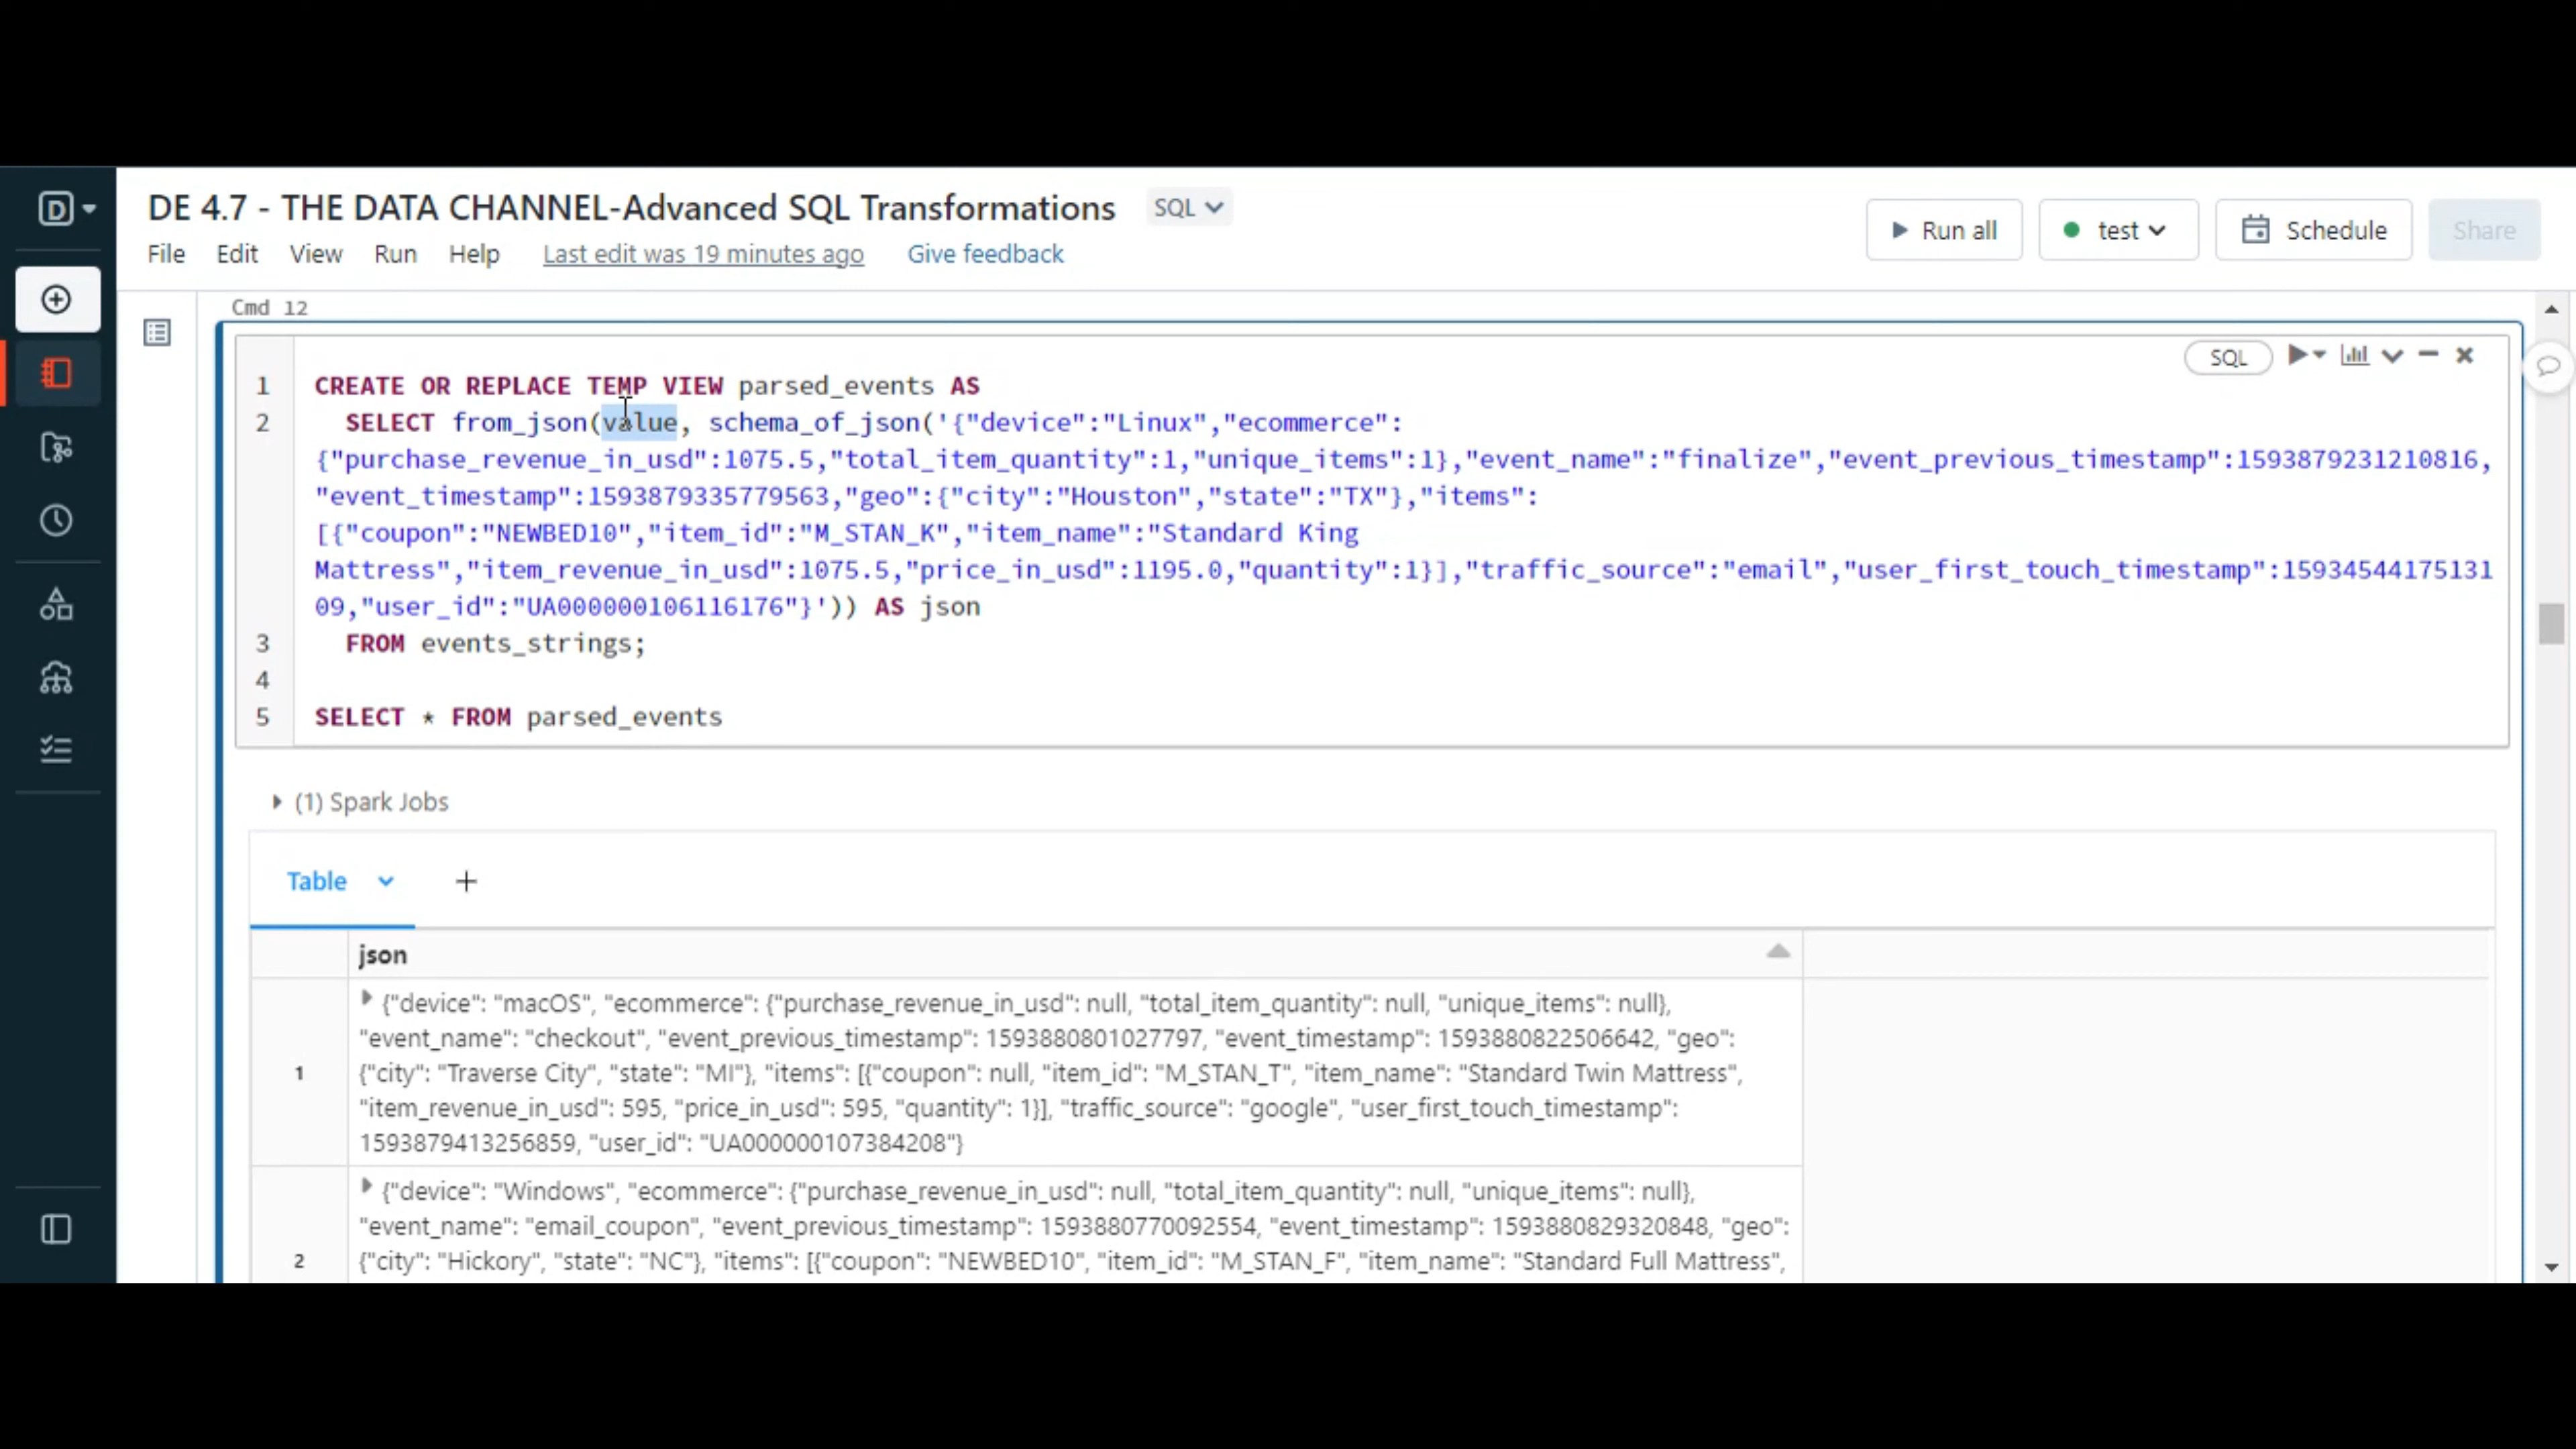 DE 4.7 - THE DATA CHANNEL-Advanced SQL Transformations SQL
File Edit View Run Help Last edit was 19 minutes ago Give feedback
Run all test Schedule Share
Cmd 12
SQL
1 CREATE OR REPLACE TEMP VIEW parsed_events AS
2 SELECT from_json(value, schema_of_json('{"device":"Linux","ecommerce":
{"purchase_revenue_in_usd":1075.5,"total_item_quantity":1,"unique_items":1},"event_name":"finalize","event_previous_timestamp":1593879231210816,
"event_timestamp":1593879335779563,"geo":{"city":"Houston","state":"TX"},"items":
[{"coupon":"NEWBED10","item_id":"M_STAN_K","item_name":"Standard King
Mattress","item_revenue_in_usd":1075.5,"price_in_usd":1195.0,"quantity":1}],"traffic_source":"email","user_first_touch_timestamp":15934544175131
09,"user_id":"UA000000106116176"}')) AS json
3 FROM events_strings;
4
5 SELECT * FROM parsed_events
(1) Spark Jobs
Table +
json
1 {"device": "macOS", "ecommerce": {"purchase_revenue_in_usd": null, "total_item_quantity": null, "unique_items": null},
"event_name": "checkout", "event_previous_timestamp": 1593880801027797, "event_timestamp": 1593880822506642, "geo":
{"city": "Traverse City", "state": "MI"}, "items": [{"coupon": null, "item_id": "M_STAN_T", "item_name": "Standard Twin Mattress",
"item_revenue_in_usd": 595, "price_in_usd": 595, "quantity": 1}], "traffic_source": "google", "user_first_touch_timestamp":
1593879413256859, "user_id": "UA000000107384208"}
2 {"device": "Windows", "ecommerce": {"purchase_revenue_in_usd": null, "total_item_quantity": null, "unique_items": null},
"event_name": "email_coupon", "event_previous_timestamp": 1593880770092554, "event_timestamp": 1593880829320848, "geo":
{"city": "Hickory", "state": "NC"}, "items": [{"coupon": "NEWBED10", "item_id": "M_STAN_F", "item_name": "Standard Full Mattress",